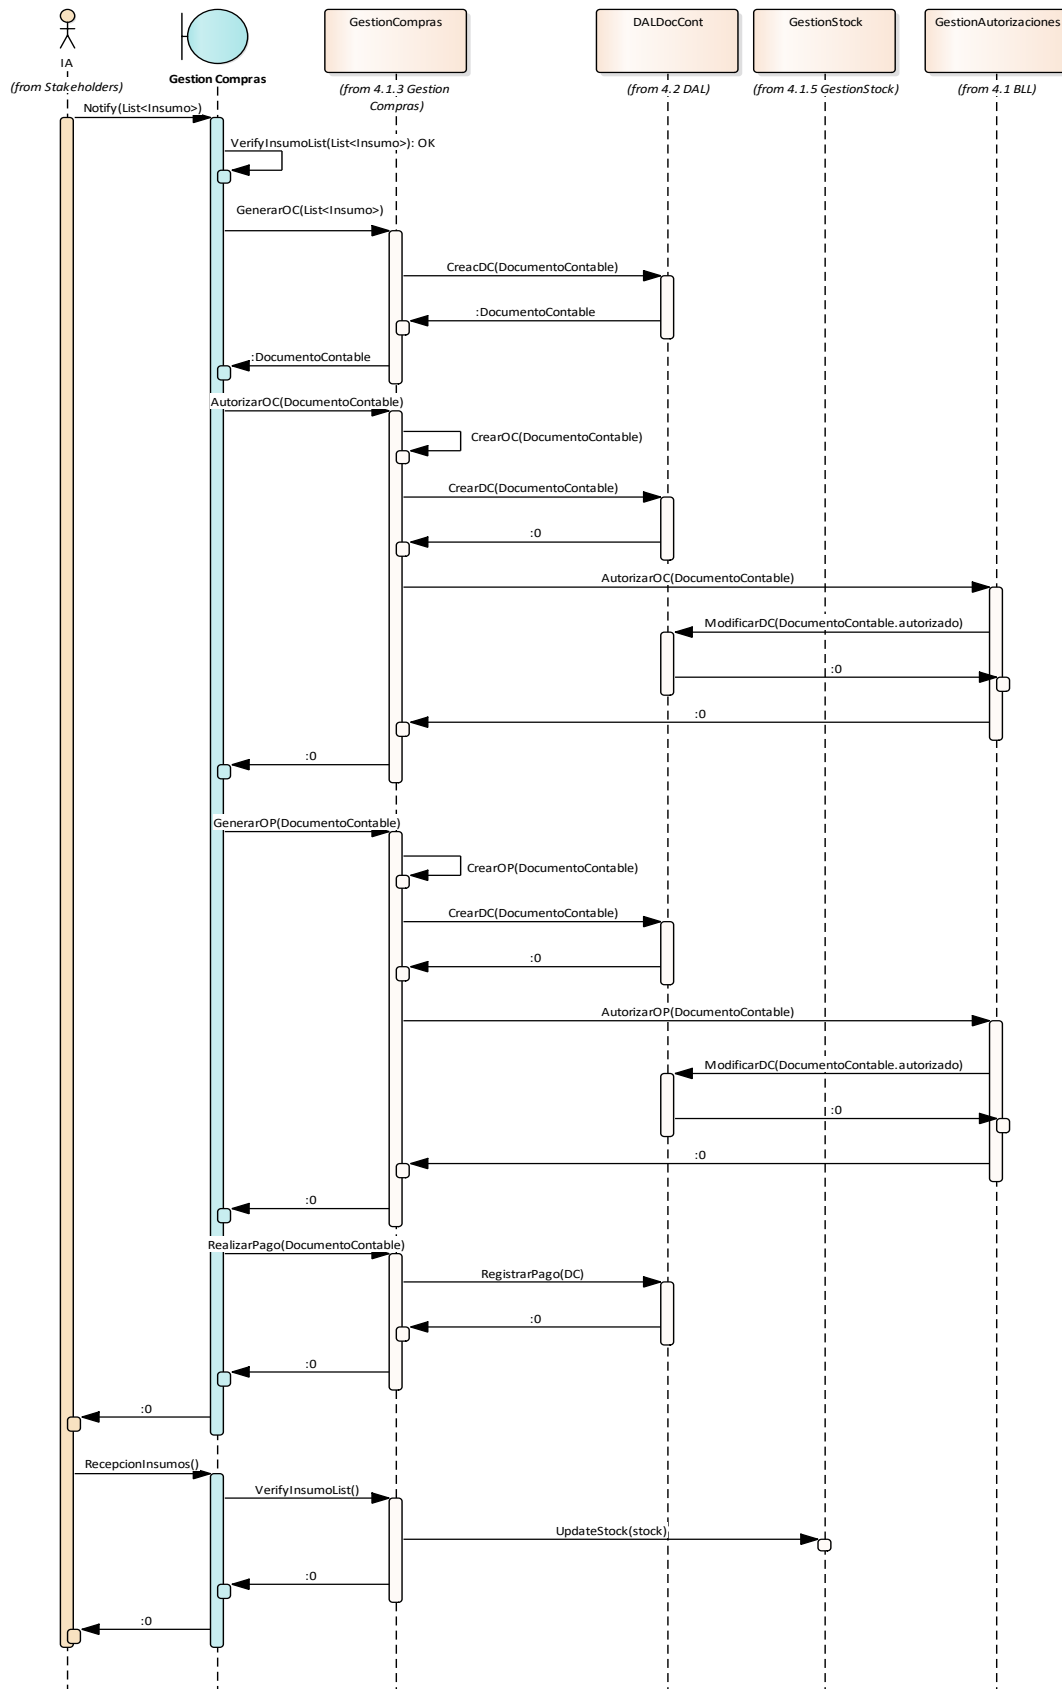 GestionCompras
DALDocCont
GestionStock
GestionAutorizaciones
IA
(from Stakeholders)
Gestion Compras
(from 4.1.3 Gestion
Compras)
(from 4.2 DAL)
(from 4.1.5 GestionStock)
(from 4.1 BLL)
Notify(List<Insumo>)
VerifyInsumoList(List<Insumo>): OK
GenerarOC(List<Insumo>)
CreacDC(DocumentoContable)
:DocumentoContable
:DocumentoContable
AutorizarOC(DocumentoContable)
CrearOC(DocumentoContable)
CrearDC(DocumentoContable)
:0
AutorizarOC(DocumentoContable)
ModificarDC(DocumentoContable.autorizado)
:0
:0
:0
GenerarOP(DocumentoContable)
CrearOP(DocumentoContable)
CrearDC(DocumentoContable)
:0
AutorizarOP(DocumentoContable)
ModificarDC(DocumentoContable.autorizado)
:0
:0
:0
RealizarPago(DocumentoContable)
RegistrarPago(DC)
:0
:0
:0
RecepcionInsumos()
VerifyInsumoList()
UpdateStock(stock)
:0
:0